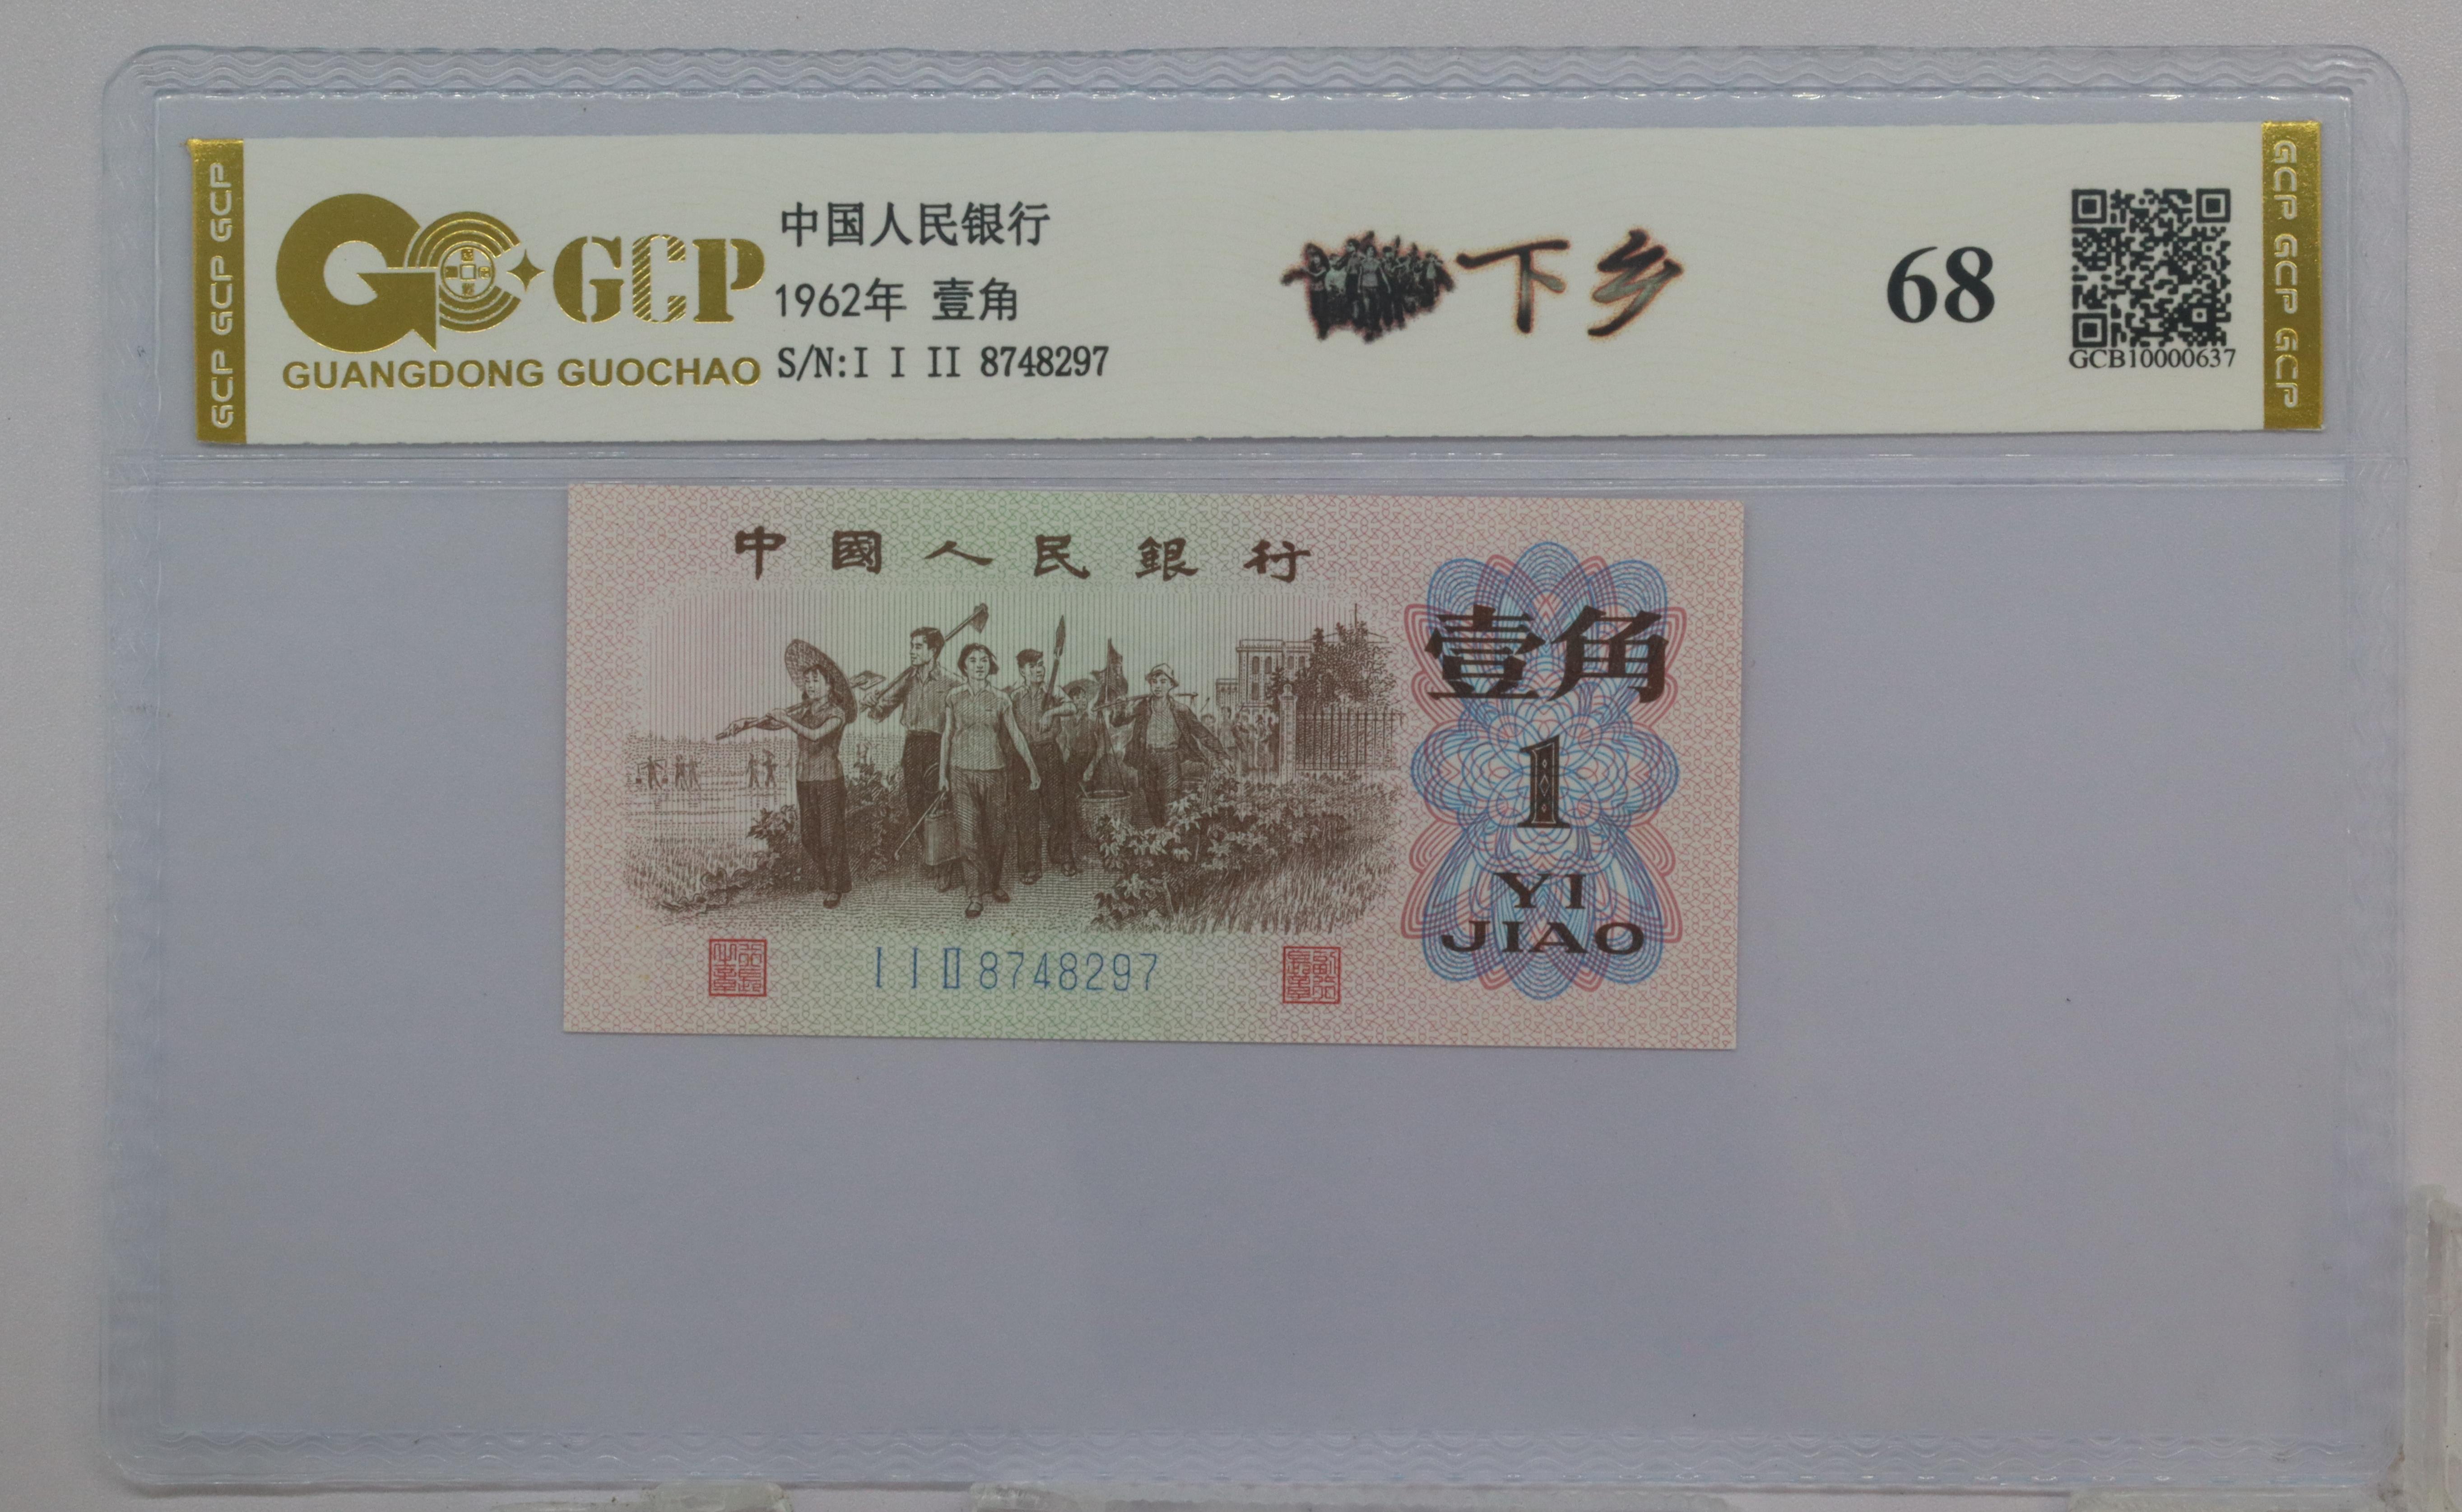 GCP GCP GCP
GCP
GUANGDONG GUOCHAO
中国人民银行
1962年 壹角
S/N:I I II 8748297
下乡
68
GCB10000637
GCP GCP GCP
中國人民銀行
壹角
1
YI
JIAO
I I II 8748297